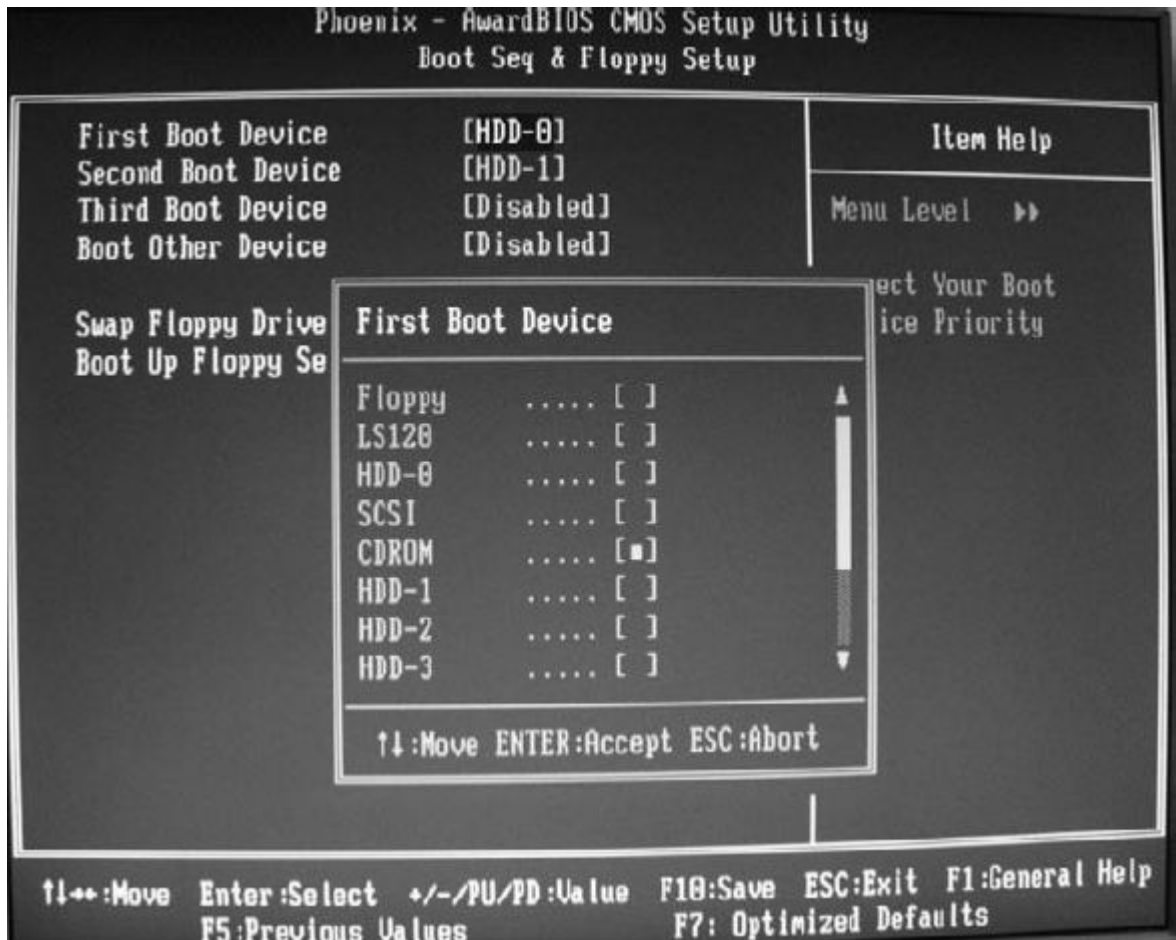 Phoenix - AwardBIOS CMOS Setup Utility
Boot Seq & Floppy Setup
First Boot Device [HDD-0]
Second Boot Device [HDD-1]
Third Boot Device [Disabled]
Boot Other Device [Disabled]
Swap Floppy Drive
Boot Up Floppy Se
Item Help
Menu Level ▸▸
ect Your Boot
ice Priority
First Boot Device
Floppy ..... [ ]
LS120 ..... [ ]
HDD-0 ..... [ ]
SCSI ..... [ ]
CDROM ..... [▪]
HDD-1 ..... [ ]
HDD-2 ..... [ ]
HDD-3 ..... [ ]
↑↓:Move ENTER:Accept ESC:Abort
↑↓→←:Move Enter:Select +/-/PU/PD:Value F10:Save ESC:Exit F1:General Help
F5:Previous Values F7: Optimized Defaults